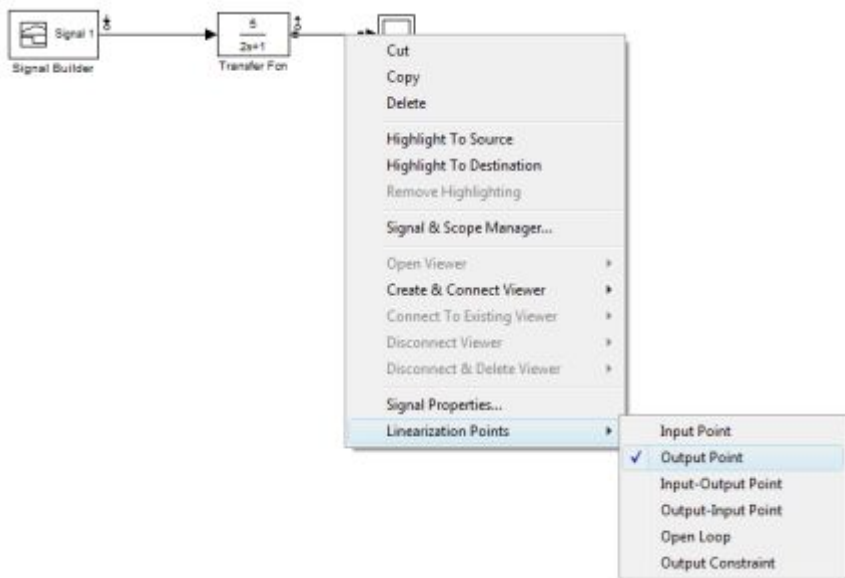 Signal 1
Signal Builder
5
2s+1
Transfer Fcn
Cut
Copy
Delete
Highlight To Source
Highlight To Destination
Remove Highlighting
Signal & Scope Manager...
Open Viewer
Create & Connect Viewer
Connect To Existing Viewer
Disconnect Viewer
Disconnect & Delete Viewer
Signal Properties...
Linearization Points
Input Point
Output Point
Input-Output Point
Output-Input Point
Open Loop
Output Constraint